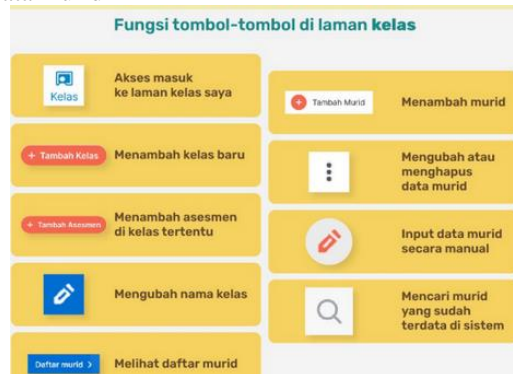 Fungsi tombol-tombol di laman kelas
Kelas
Akses masuk
ke laman kelas saya
+ Tambah Kelas
Menambah kelas baru
+ Tambah Asesmen
Menambah asesmen
di kelas tertentu
Mengubah nama kelas
Daftar murid >
Melihat daftar murid
+ Tambah Murid
Menambah murid
Mengubah atau
menghapus
data murid
Input data murid
secara manual
Mencari murid
yang sudah
terdata di sistem